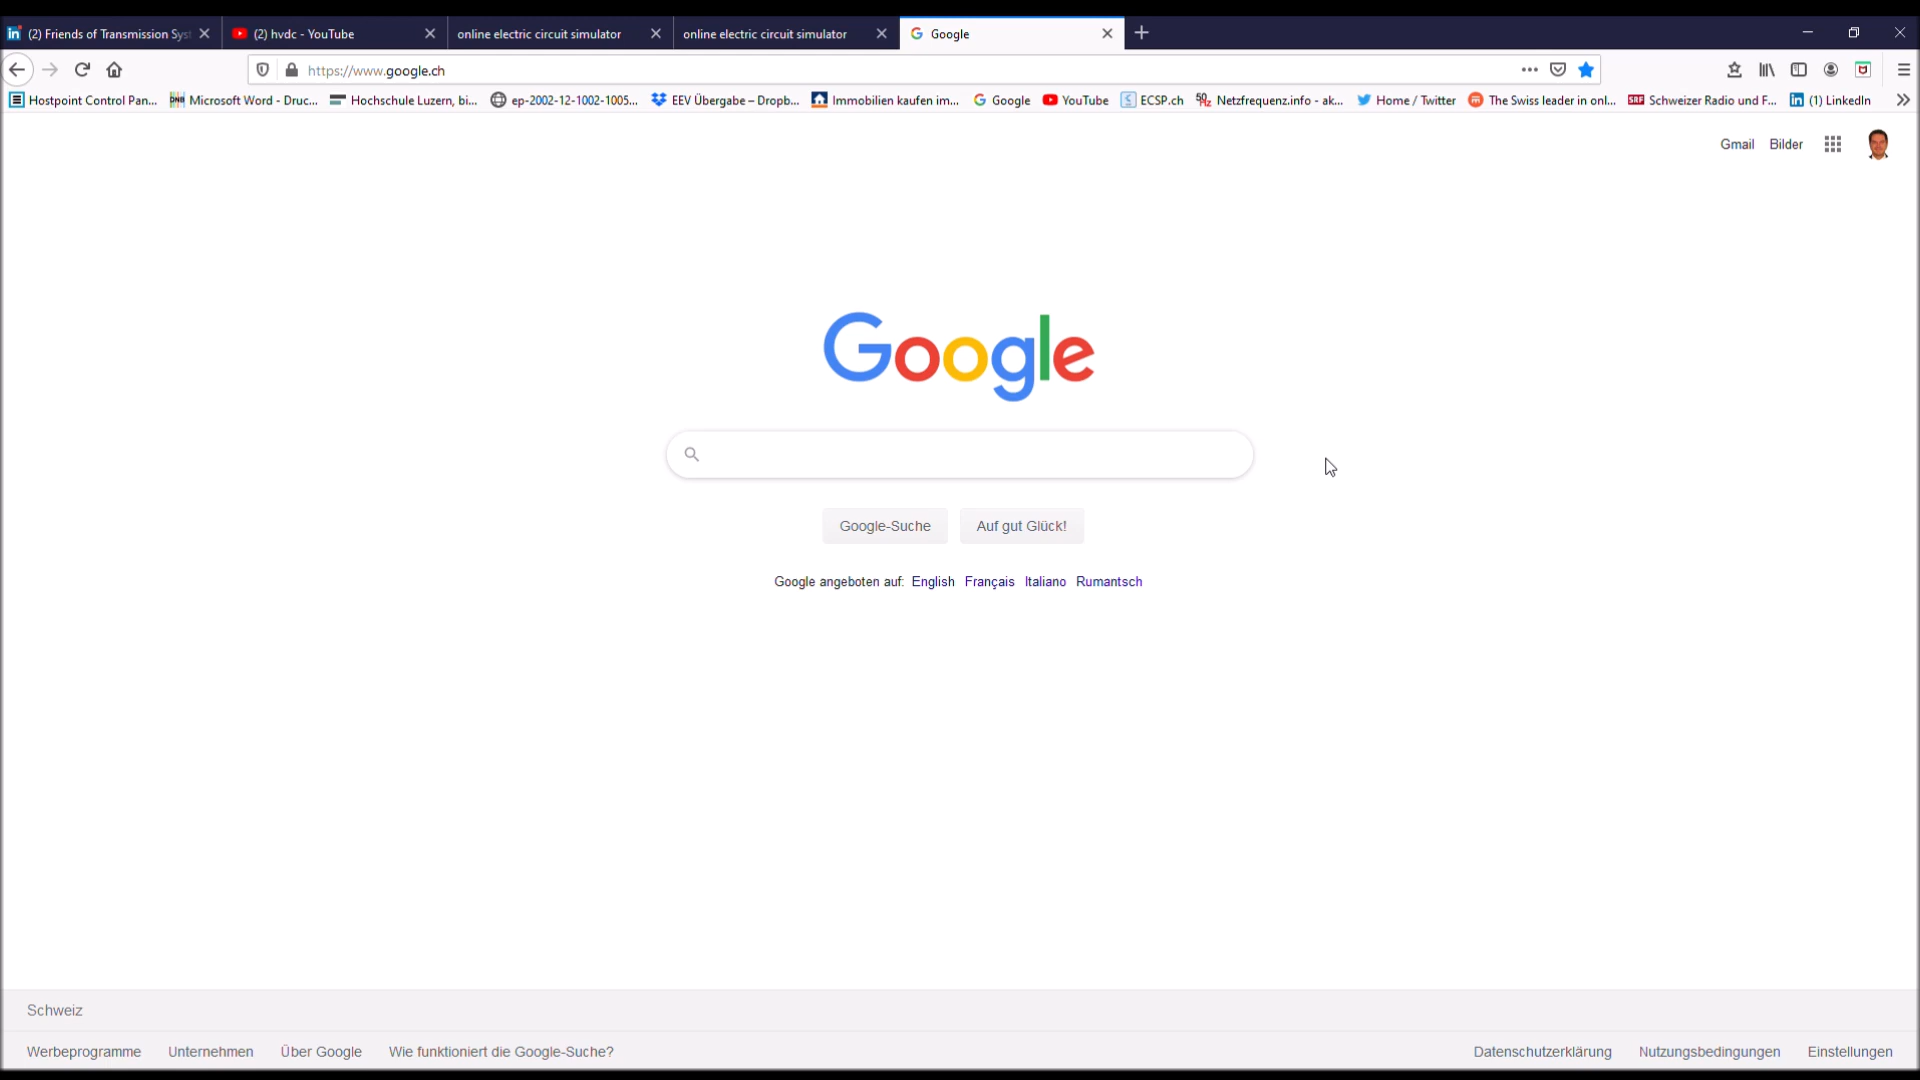 (2) Friends of Transmission Sys
(2) hvdc - YouTube
online electric circuit simulator
online electric circuit simulator
Google
https://www.google.ch
Hostpoint Control Pan...
Microsoft Word - Druc...
Hochschule Luzern, bi...
ep-2002-12-1002-1005...
EEV Übergabe – Dropb...
Immobilien kaufen im...
Google
YouTube
ECSP.ch
Netzfrequenz.info - ak...
Home / Twitter
The Swiss leader in onl...
SRF Schweizer Radio und F...
(1) LinkedIn
Gmail Bilder
Google
Google-Suche Auf gut Glück!
Google angeboten auf: English Français Italiano Rumantsch
Schweiz
Werbeprogramme Unternehmen Über Google Wie funktioniert die Google-Suche? Datenschutzerklärung Nutzungsbedingungen Einstellungen